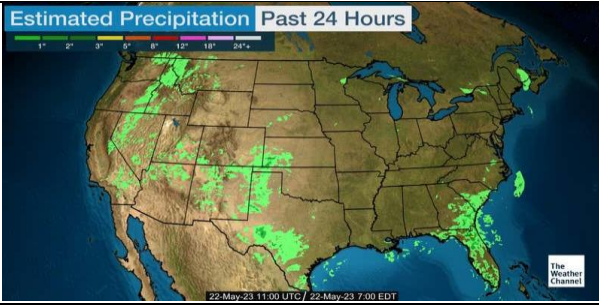 Estimated Precipitation Past 24 Hours
1" 2" 3" 5" 8" 12" 18" 24"+
The
Weather
Channel
22-May-23 11:00 UTC / 22-May-23 7:00 EDT